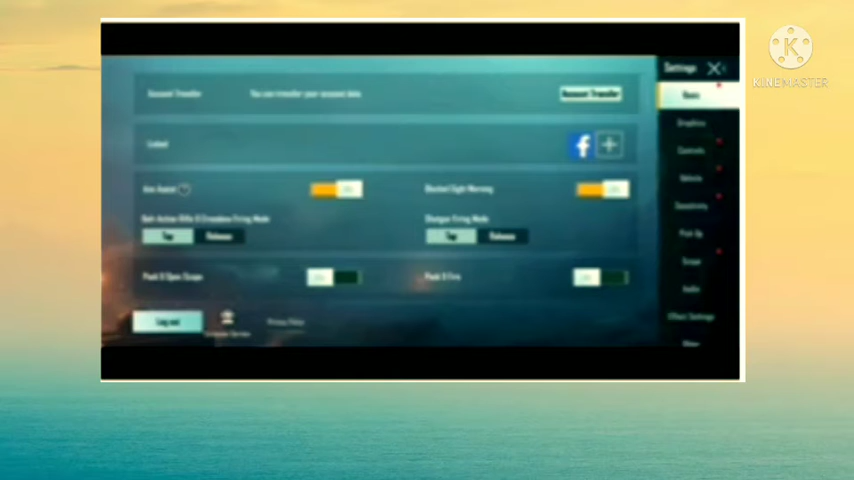 Settings
KINEMASTER
Account Transfer
You can transfer your account data.
Account Transfer
Basic
Linked
Graphics
Controls
Aim Assist
Blocked Sight Warning
Vehicle
Bolt-Action Rifle & Crossbow Firing Mode
Shotgun Firing Mode
Sensitivity
Tap Release
Tap Release
Pick Up
Peek & Open Scope
Peek & Fire
Scope
Audio
Log out
Customer Service
Privacy Policy
Effect Settings